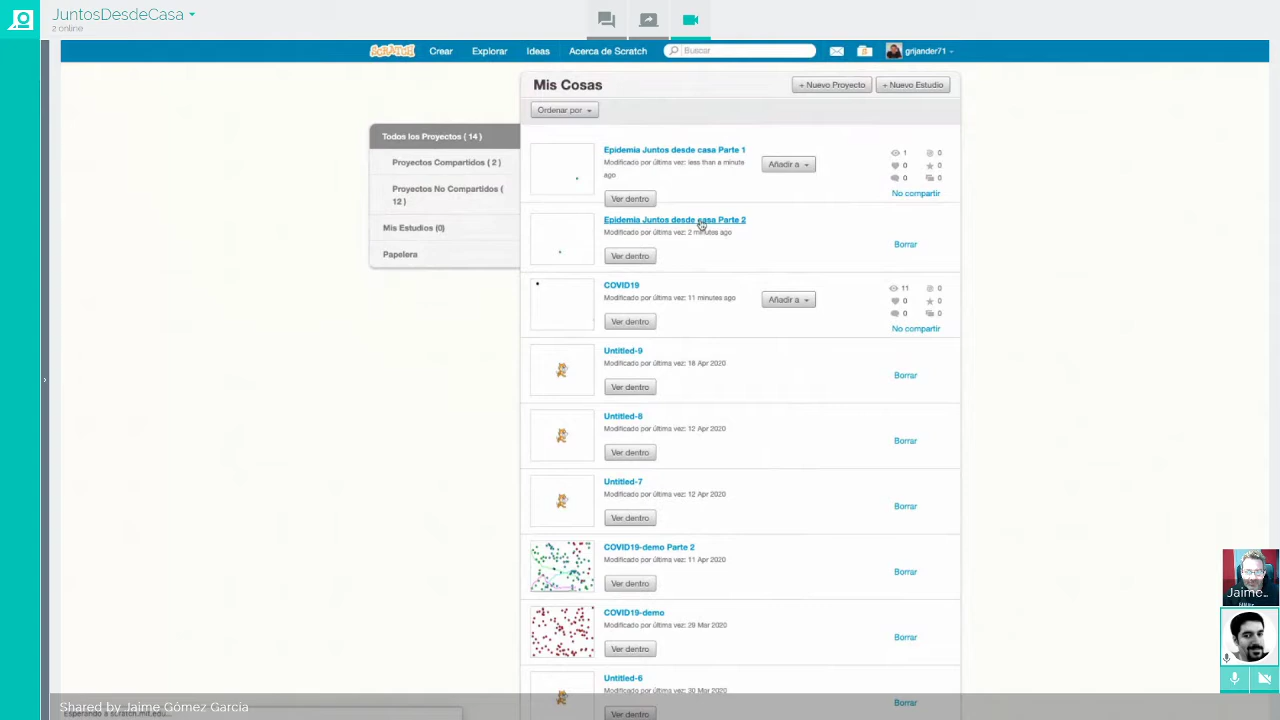 JuntosDesdeCasa
2 online
SCRATCH Crear Explorar Ideas Acerca de Scratch Buscar grijander71
Mis Cosas + Nuevo Proyecto + Nuevo Estudio
Ordenar por
Todos los Proyectos ( 14 )
Proyectos Compartidos ( 2 )
Proyectos No Compartidos (
12 )
Mis Estudios (0)
Papelera
Epidemia Juntos desde casa Parte 1
Modificado por última vez: less than a minute
ago
Ver dentro
Añadir a
1 0
0 0
0 0
No compartir
Epidemia Juntos desde casa Parte 2
Modificado por última vez: 2 minutes ago
Ver dentro
Borrar
COVID19
Modificado por última vez: 11 minutes ago
Ver dentro
Añadir a
11 0
0 0
0 0
No compartir
Untitled-9
Modificado por última vez: 18 Apr 2020
Ver dentro
Borrar
Untitled-8
Modificado por última vez: 12 Apr 2020
Ver dentro
Borrar
Untitled-7
Modificado por última vez: 12 Apr 2020
Ver dentro
Borrar
COVID19-demo Parte 2
Modificado por última vez: 11 Apr 2020
Ver dentro
Borrar
COVID19-demo
Modificado por última vez: 29 Mar 2020
Ver dentro
Borrar
Untitled-6
Modificado por última vez: 30 Mar 2020
Ver dentro
Borrar
Jaime...
Shared by Jaime Gómez García
Esperando a scratch.mit.edu...